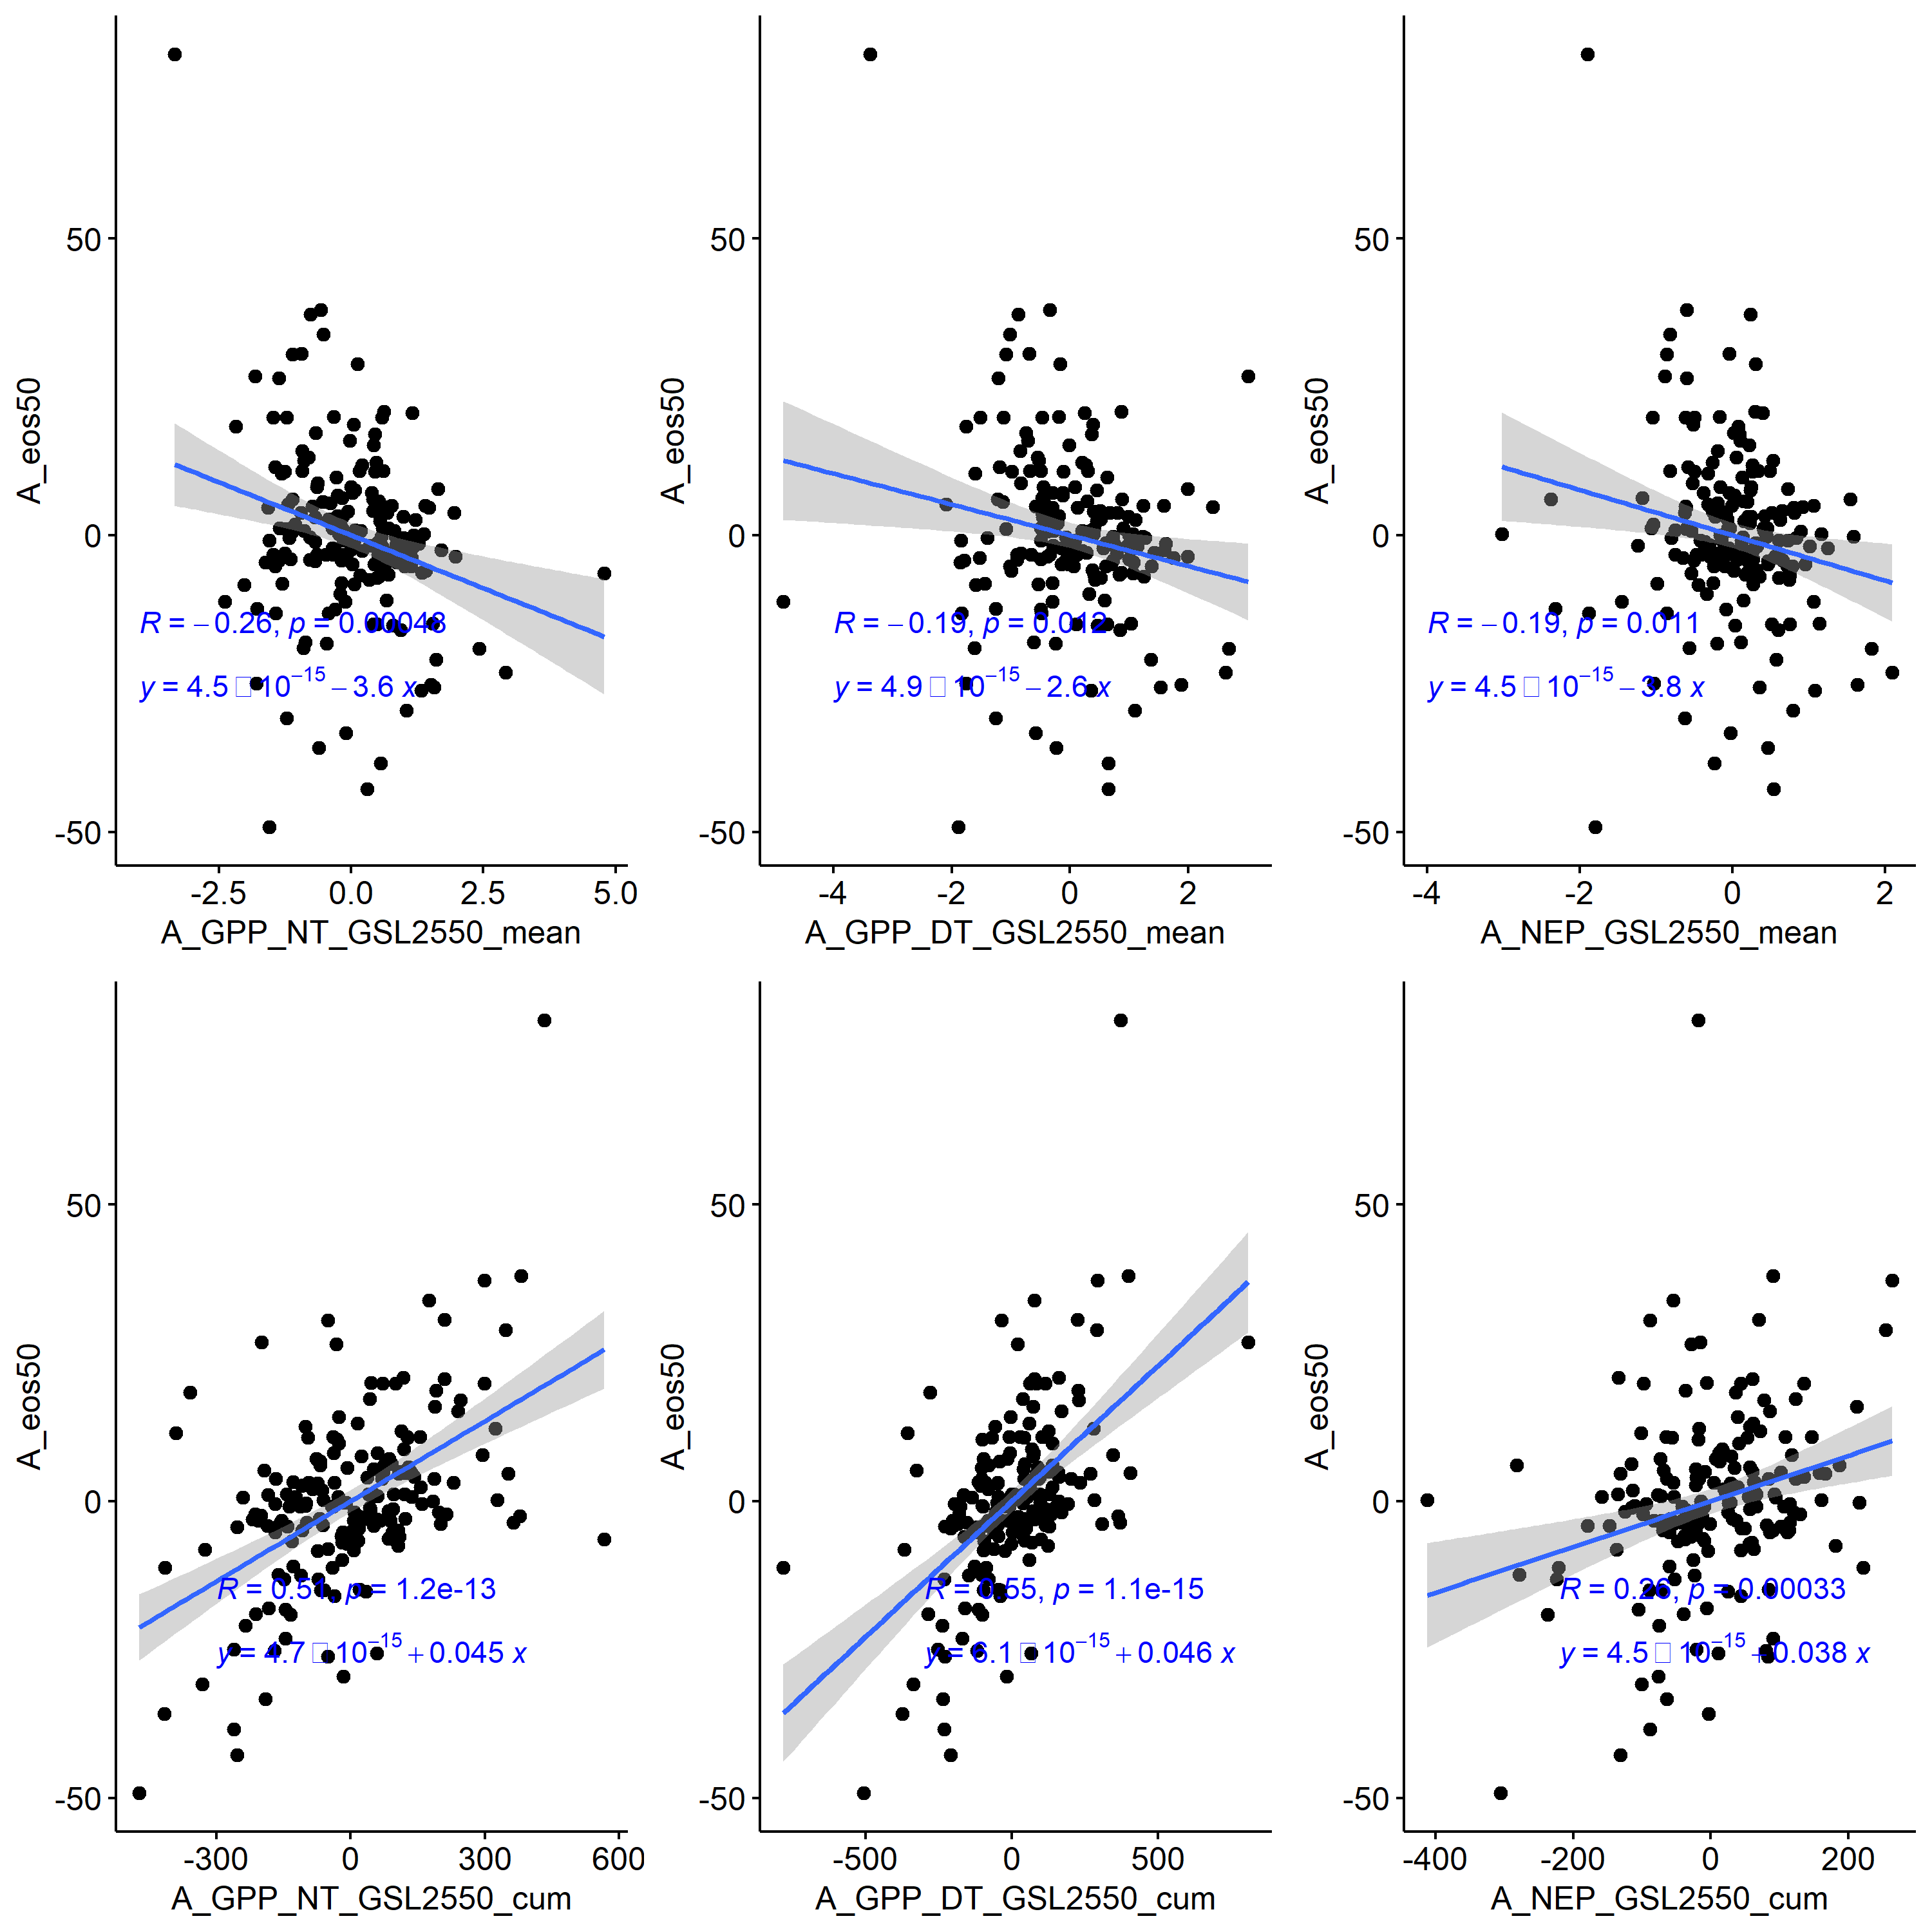 A_eos50
50
0
-50
R = −0.26, p = 0.00048
y = 4.5 □ 10⁻¹⁵ − 3.6 x
-2.5 0.0 2.5 5.0
A_GPP_NT_GSL2550_mean
A_eos50
50
0
-50
R = −0.19, p = 0.012
y = 4.9 □ 10⁻¹⁵ − 2.6 x
-4 -2 0 2
A_GPP_DT_GSL2550_mean
A_eos50
50
0
-50
R = −0.19, p = 0.011
y = 4.5 □ 10⁻¹⁵ − 3.8 x
-4 -2 0 2
A_NEP_GSL2550_mean
A_eos50
50
0
-50
R = 0.51, p = 1.2e-13
y = 4.7 □ 10⁻¹⁵ + 0.045 x
-300 0 300 600
A_GPP_NT_GSL2550_cum
A_eos50
50
0
-50
R = 0.55, p = 1.1e-15
y = 6.1 □ 10⁻¹⁵ + 0.046 x
-500 0 500
A_GPP_DT_GSL2550_cum
A_eos50
50
0
-50
R = 0.26, p = 0.00033
y = 4.5 □ 10⁻¹⁵ + 0.038 x
-400 -200 0 200
A_NEP_GSL2550_cum